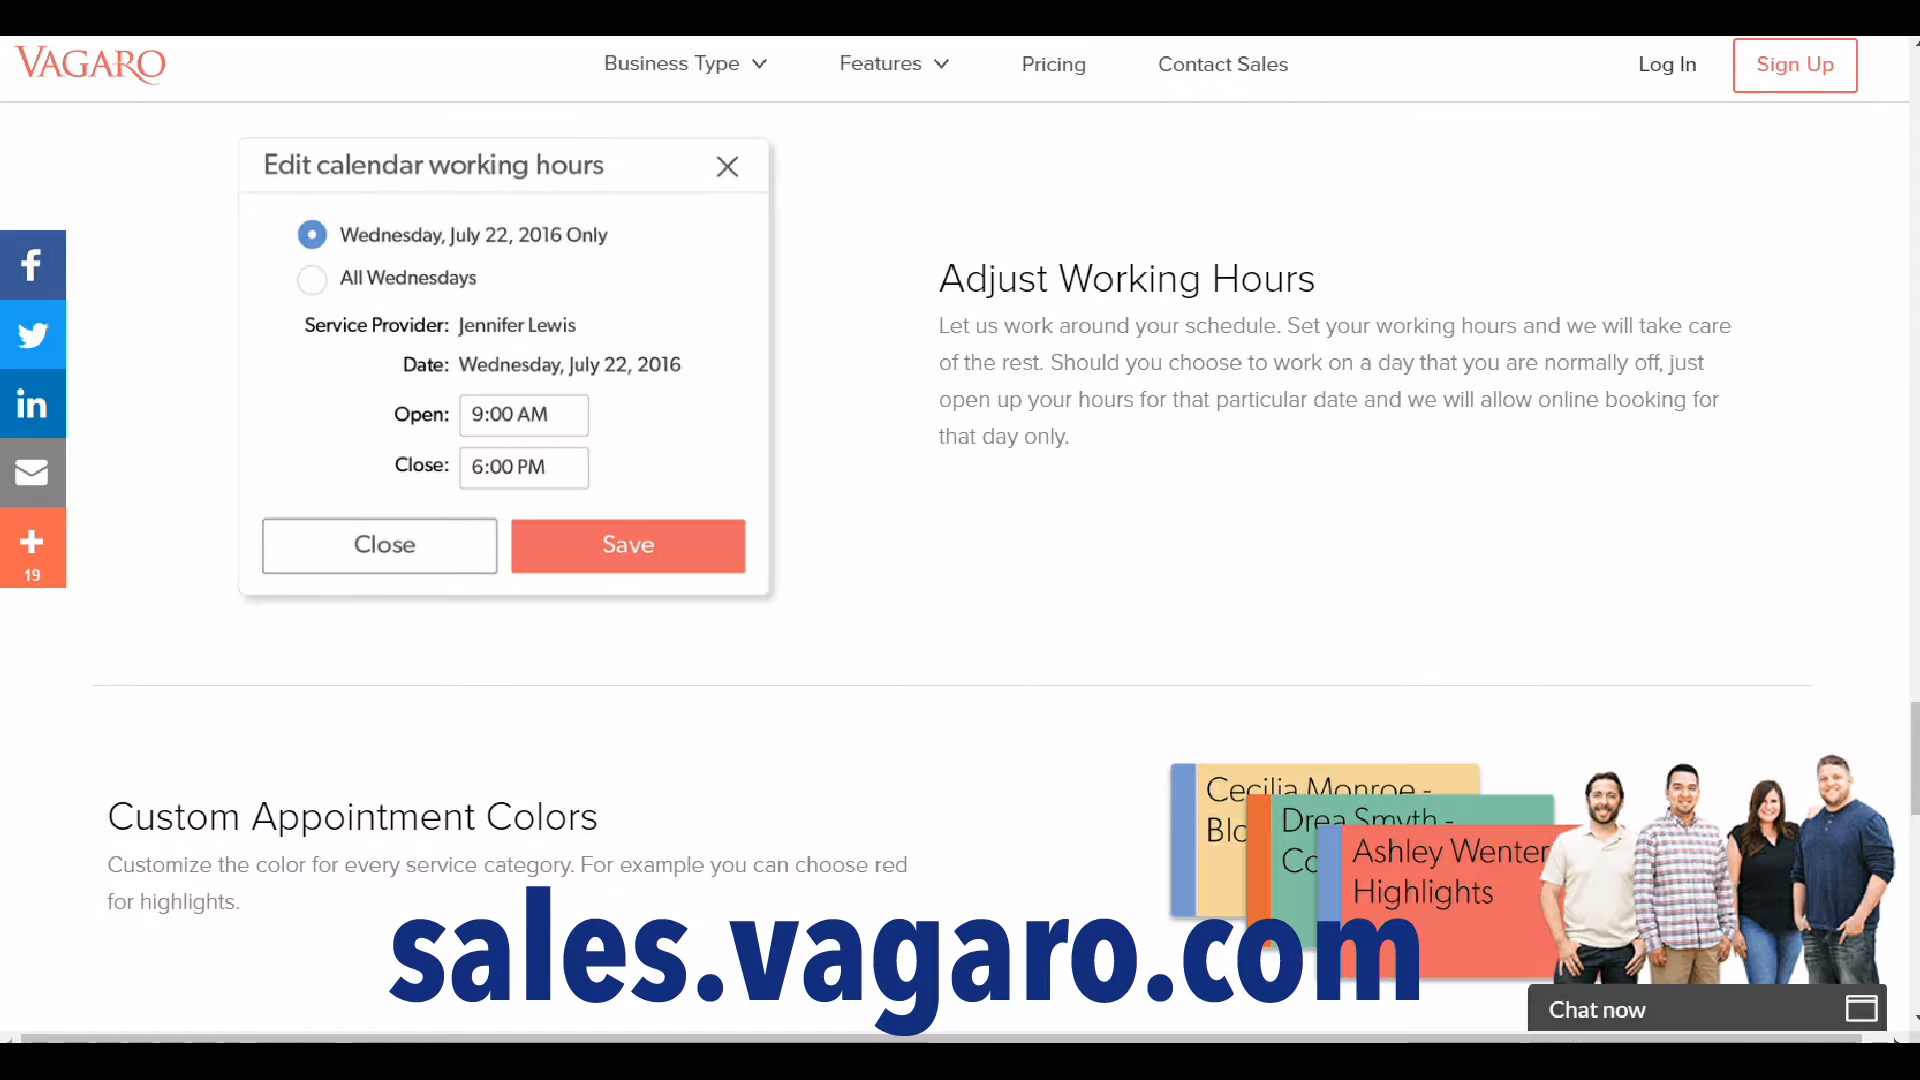 VAGARO
Business Type
Features
Pricing
Contact Sales
Log In
Sign Up
Edit calendar working hours
Wednesday, July 22, 2016 Only
All Wednesdays
Service Provider: Jennifer Lewis
Date: Wednesday, July 22, 2016
Open: 9:00 AM
Close: 6:00 PM
Close
Save
19
Adjust Working Hours
Let us work around your schedule. Set your working hours and we will take care
of the rest. Should you choose to work on a day that you are normally off, just
open up your hours for that particular date and we will allow online booking for
that day only.
Custom Appointment Colors
Customize the color for every service category. For example you can choose red
for highlights.
Cecilia Monroe -
Blo
Drea Smyth -
Co
Ashley Wenter
Highlights
sales.vagaro.com
Chat now